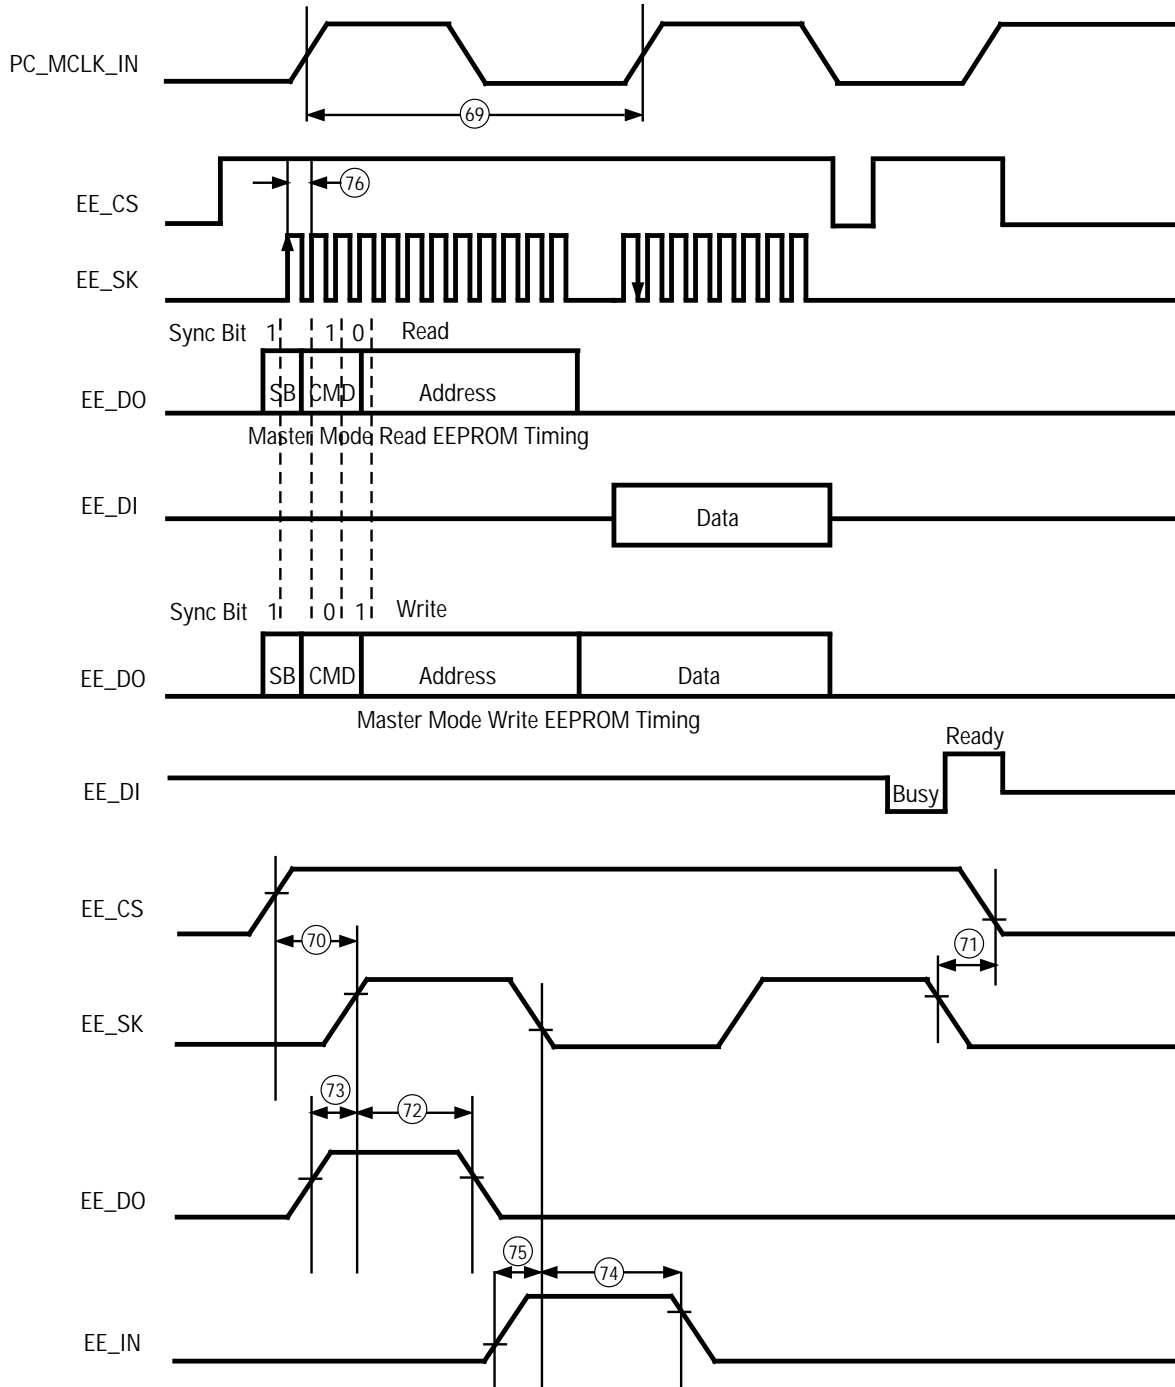 PC_MCLK_IN
69
EE_CS
76
EE_SK
Sync Bit 1 1 0 Read
EE_DO SB CMD Address
Master Mode Read EEPROM Timing
EE_DI Data
Sync Bit 1 0 1 Write
EE_DO SB CMD Address Data
Master Mode Write EEPROM Timing
Ready
EE_DI Busy
EE_CS
70 71
EE_SK
73 72
EE_DO
75 74
EE_IN